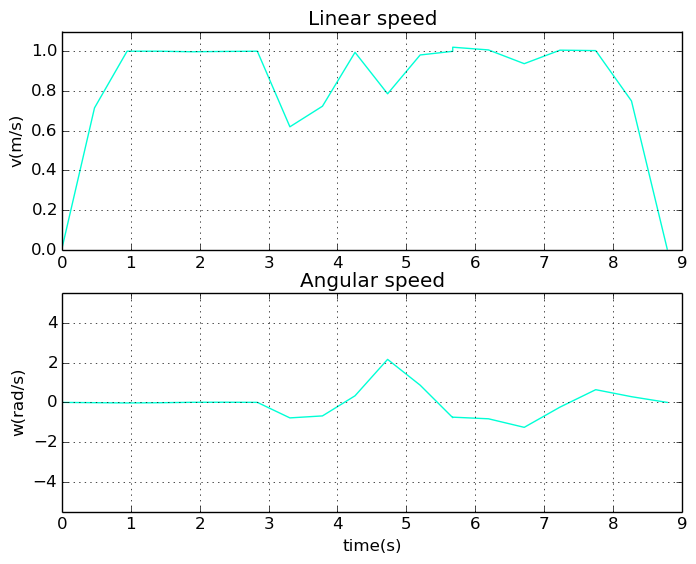 Linear speed
v(m/s)
1.0
0.8
0.6
0.4
0.2
0.0
0 1 2 3 4 5 6 7 8 9
Angular speed
w(rad/s)
4
2
0
−2
−4
0 1 2 3 4 5 6 7 8 9
time(s)